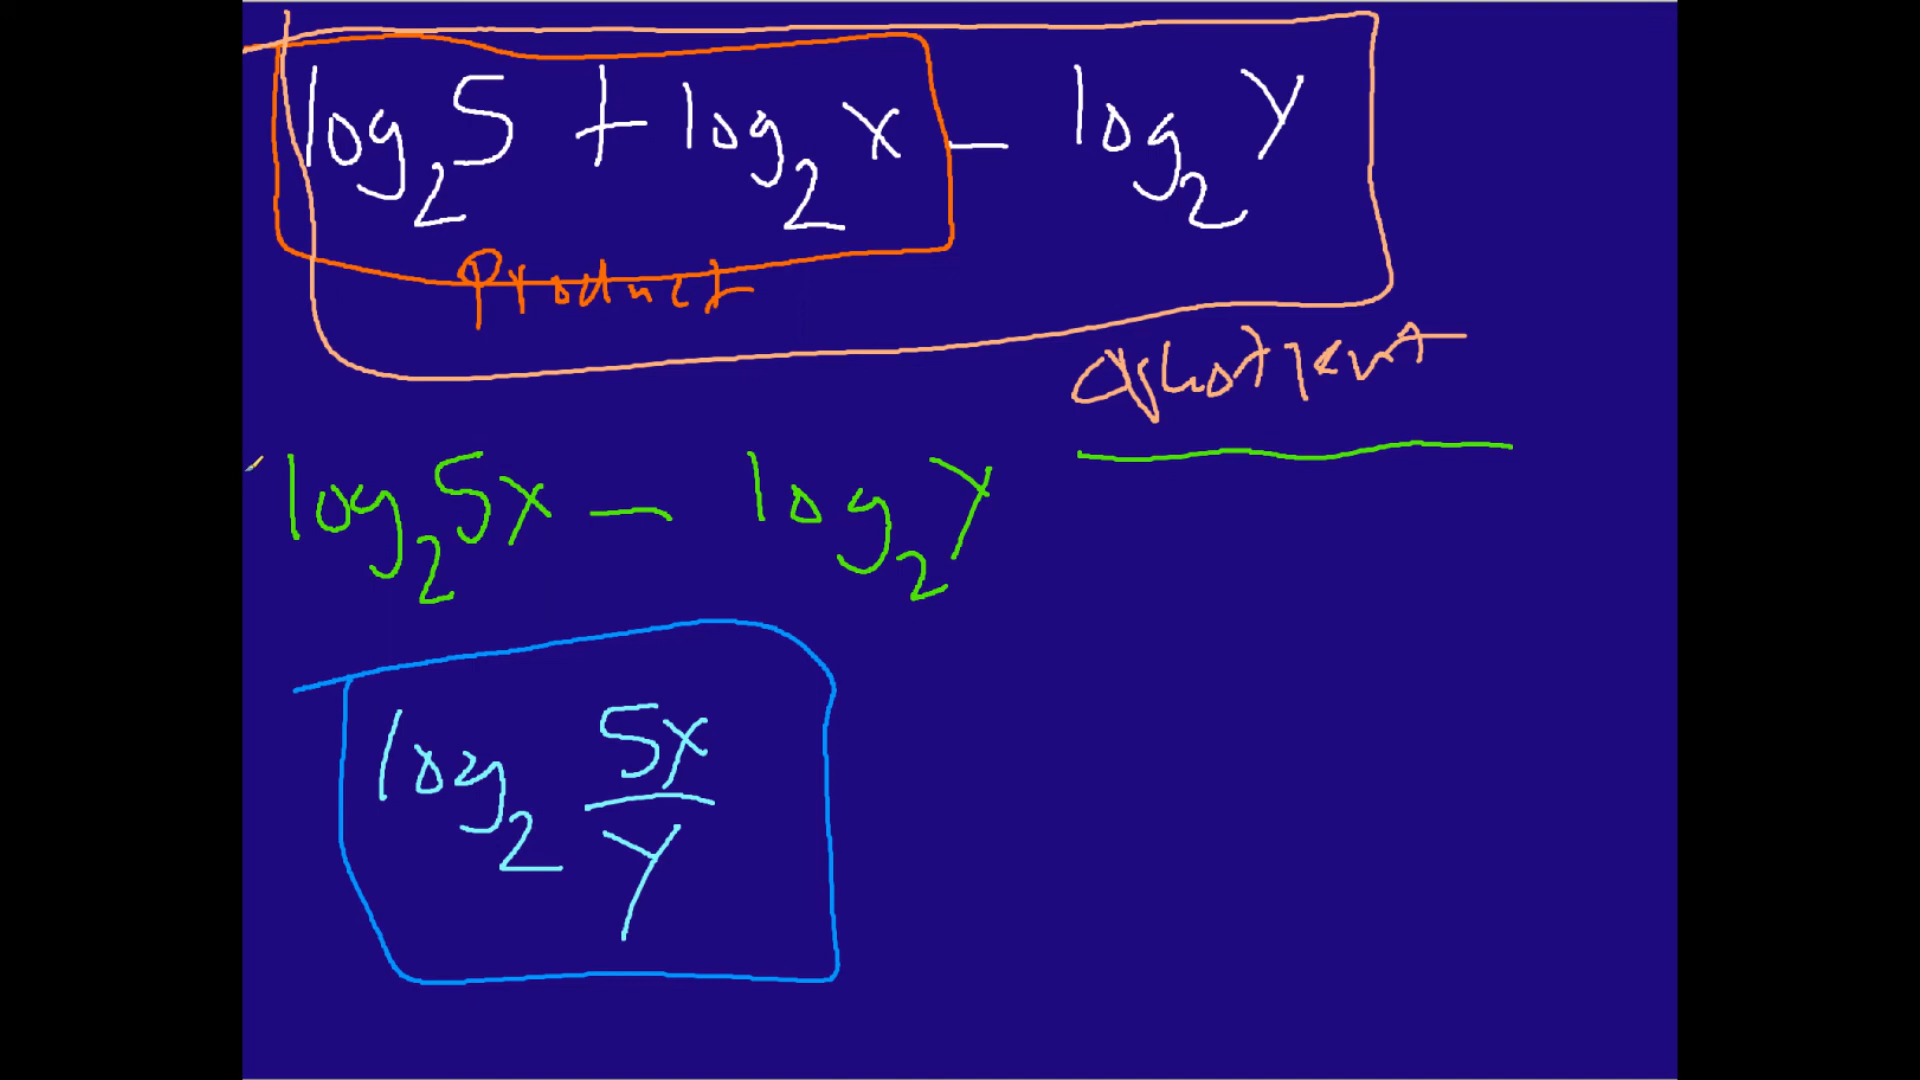 log₂5 + log₂x – log₂y
Product
Quotient
log₂5x – log₂y
log₂ 5x/y